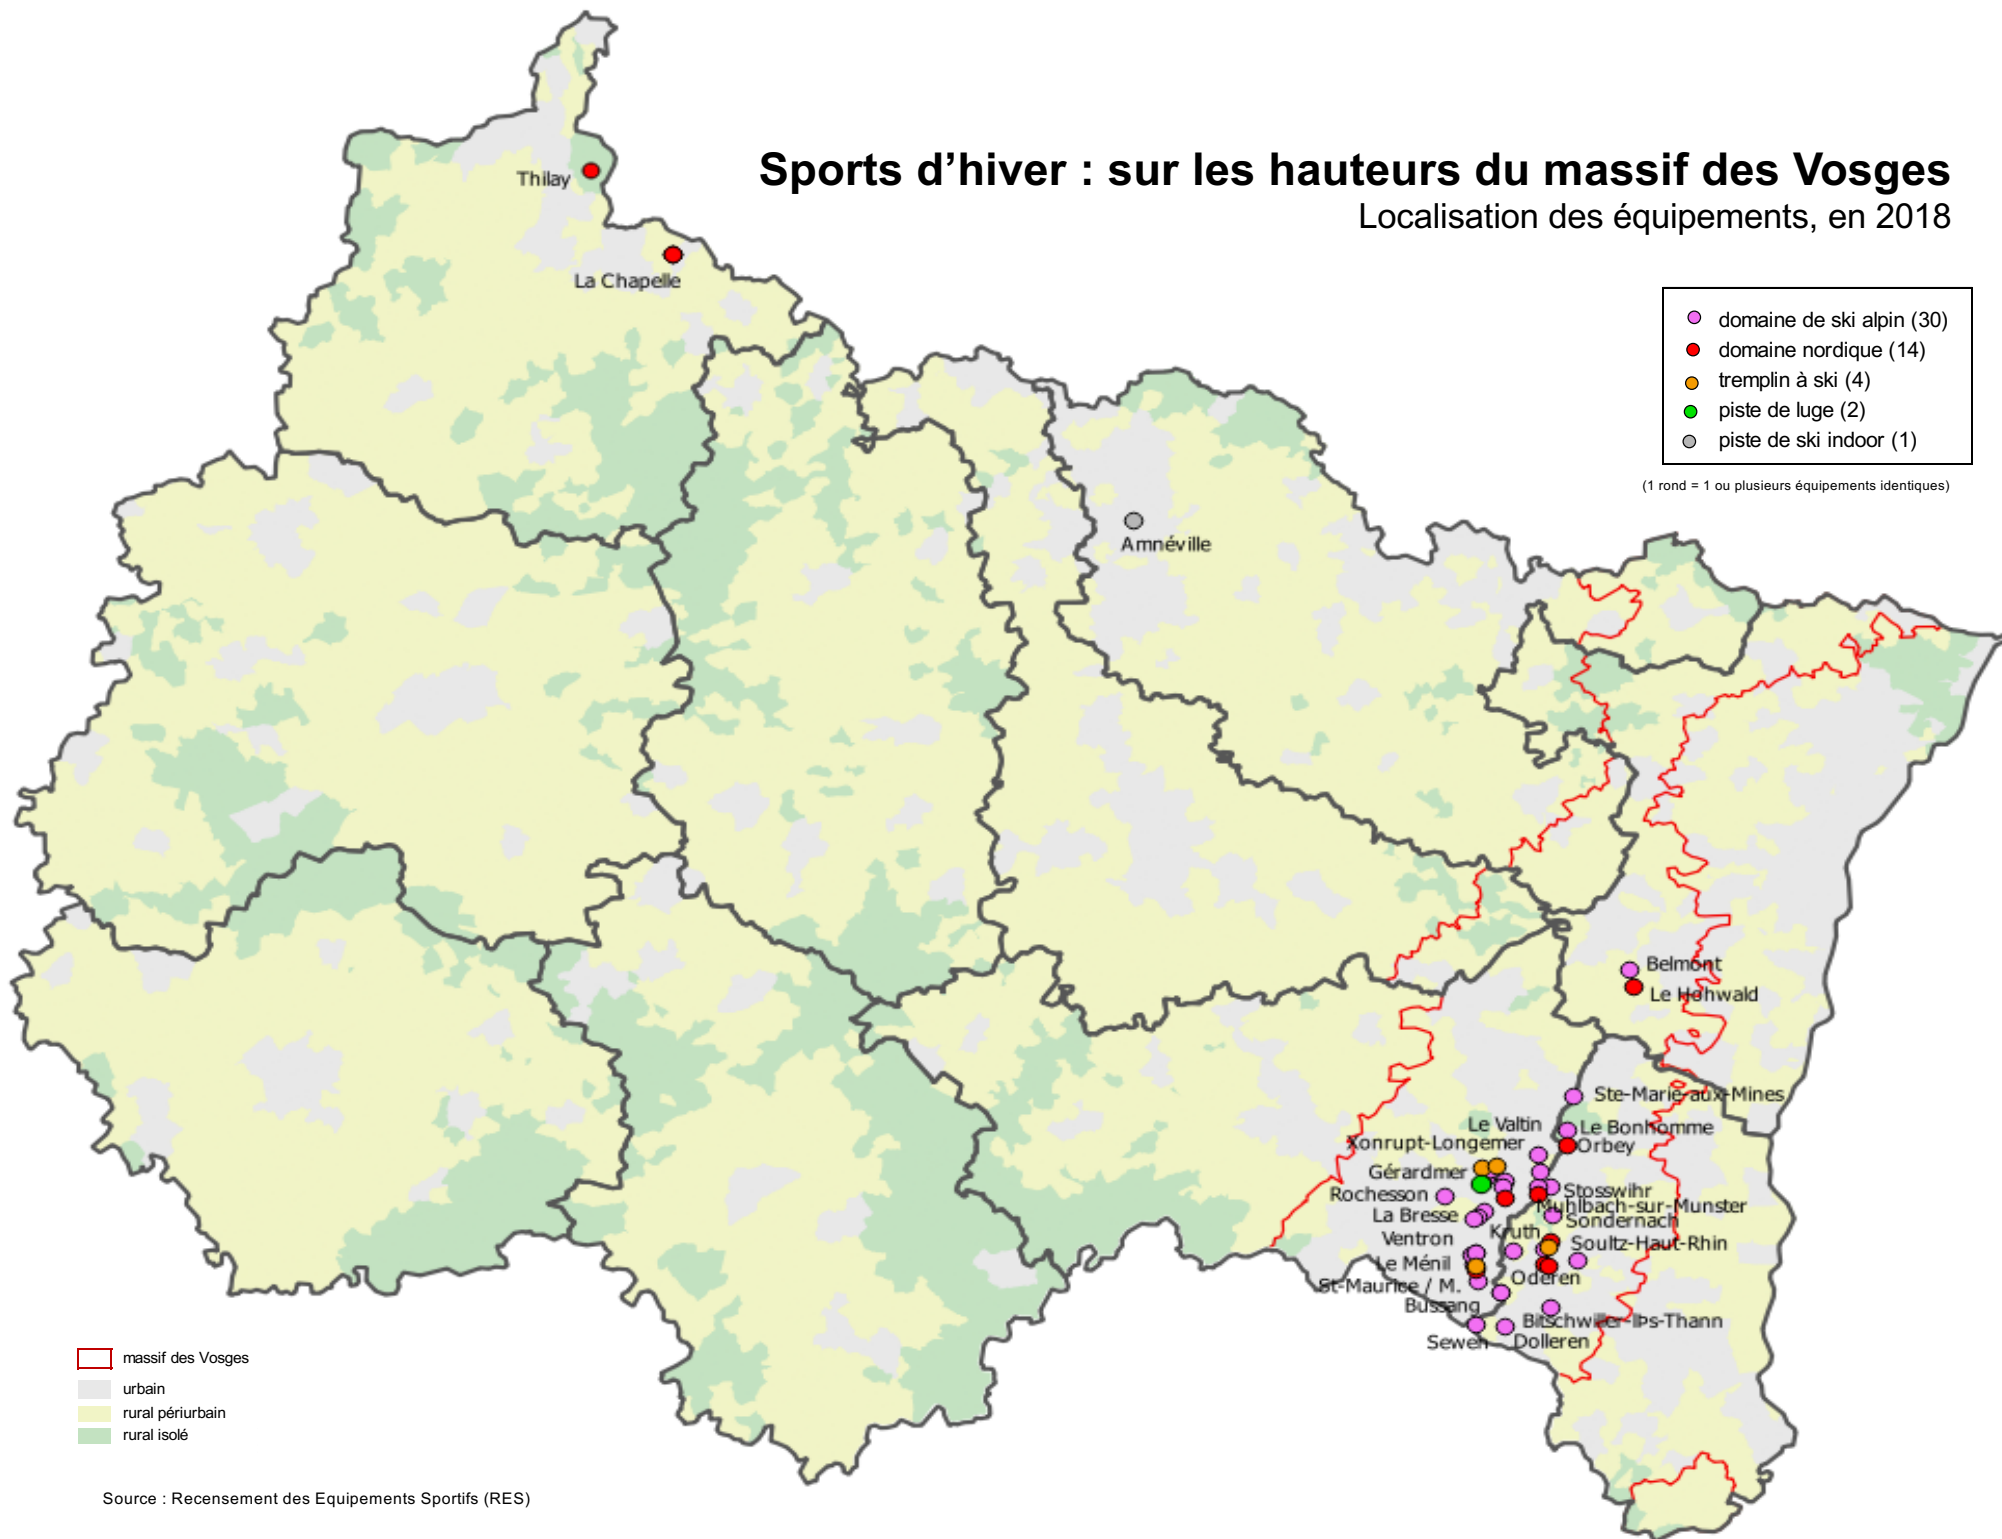 Sports d’hiver : sur les hauteurs du massif des Vosges
Localisation des équipements, en 2018
domaine de ski alpin (30)
domaine nordique (14)
tremplin à ski (4)
piste de luge (2)
piste de ski indoor (1)
(1 rond = 1 ou plusieurs équipements identiques)
Thilay
La Chapelle
Amnéville
Belmont
Le Hohwald
Ste-Marie-aux-Mines
Le Valtin
Le Bonhomme
Xonrupt-Longemer
Orbey
Gérardmer
Rochesson
Stosswihr
Muhlbach-sur-Munster
La Bresse
Sondernach
Ventron
Kruth
Soultz-Haut-Rhin
Le Ménil
Oderen
St-Maurice / M.
Bussang
Bitschwiller-lÞs-Thann
Sewen
Dolleren
massif des Vosges
urbain
rural périurbain
rural isolé
Source : Recensement des Equipements Sportifs (RES)